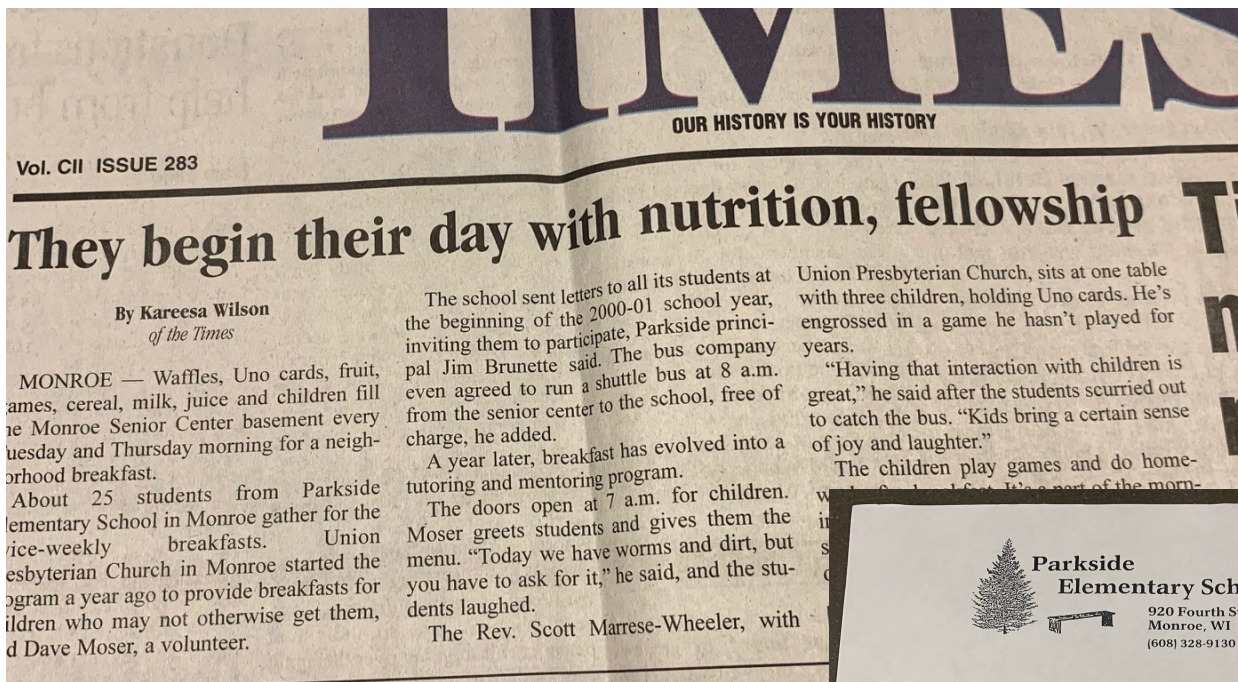 TIMES
OUR HISTORY IS YOUR HISTORY
Vol. CII ISSUE 283
They begin their day with nutrition, fellowship
By Kareesa Wilson
of the Times
MONROE — Waffles, Uno cards, fruit,
ames, cereal, milk, juice and children fill
he Monroe Senior Center basement every
uesday and Thursday morning for a neigh-
orhood breakfast.
About 25 students from Parkside
lementary School in Monroe gather for the
vice-weekly breakfasts. Union
esbyterian Church in Monroe started the
ogram a year ago to provide breakfasts for
ildren who may not otherwise get them,
d Dave Moser, a volunteer.
The school sent letters to all its students at
the beginning of the 2000-01 school year,
inviting them to participate, Parkside princi-
pal Jim Brunette said. The bus company
even agreed to run a shuttle bus at 8 a.m.
from the senior center to the school, free of
charge, he added.
A year later, breakfast has evolved into a
tutoring and mentoring program.
The doors open at 7 a.m. for children.
Moser greets students and gives them the
menu. “Today we have worms and dirt, but
you have to ask for it,” he said, and the stu-
dents laughed.
The Rev. Scott Marrese-Wheeler, with
Union Presbyterian Church, sits at one table
with three children, holding Uno cards. He’s
engrossed in a game he hasn’t played for
years.
“Having that interaction with children is
great,” he said after the students scurried out
to catch the bus. “Kids bring a certain sense
of joy and laughter.”
The children play games and do home-
It’s a part of the morn-
Ti
Parkside
Elementary Sch
920 Fourth S
Monroe, WI
(608) 328-9130